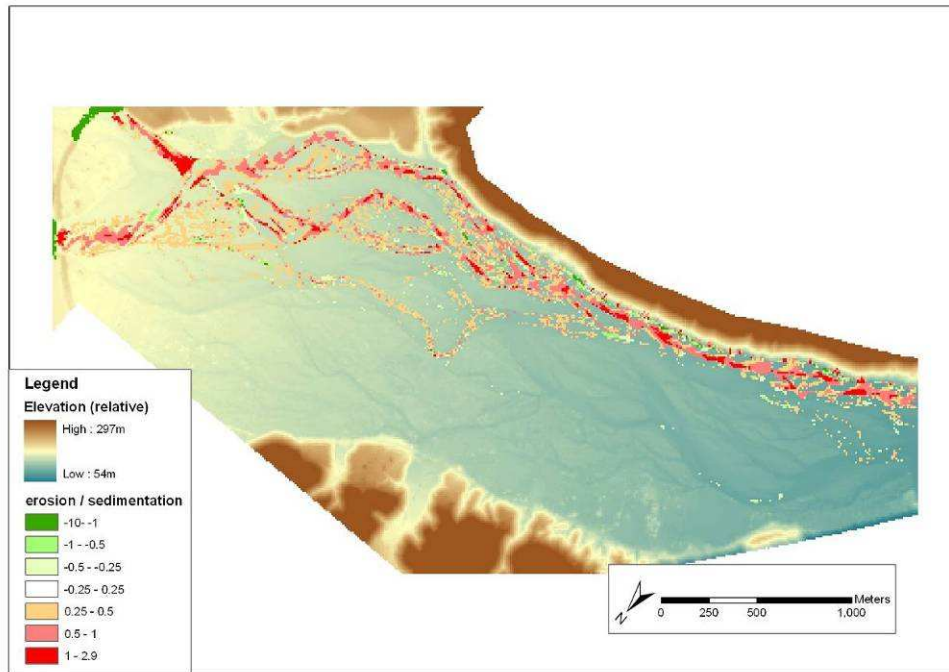 Legend
Elevation (relative)
High : 297m
Low : 54m
erosion / sedimentation
-10- -1
-1 - -0.5
-0.5 - -0.25
-0.25 - 0.25
0.25 - 0.5
0.5 - 1
1 - 2.9
N
Meters
0 250 500 1,000